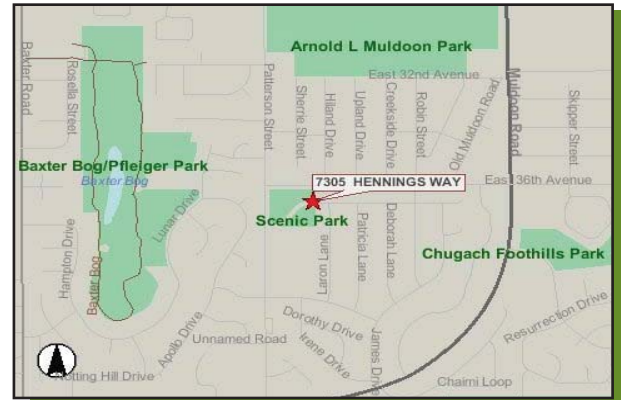 Arnold L Muldoon Park
East 32nd Avenue
Baxter Road
Rosella Street
Patterson Street
Sherrie Street
Hiland Drive
Upland Drive
Creekside Drive
Robin Street
Old Muldoon Road
Muldoon Road
Skipper Street
Baxter Bog/Pfleiger Park
Baxter Bog
7305 HENNINGS WAY
East 36th Avenue
Scenic Park
Lunar Drive
Hampton Drive
Baxter Bog
Laron Lane
Patricia Lane
Deborah Lane
Chugach Foothills Park
Apollo Drive
Unnamed Road
Dorothy Drive
Irene Drive
James Drive
Resurrection Drive
Notting Hill Drive
Chaimi Loop